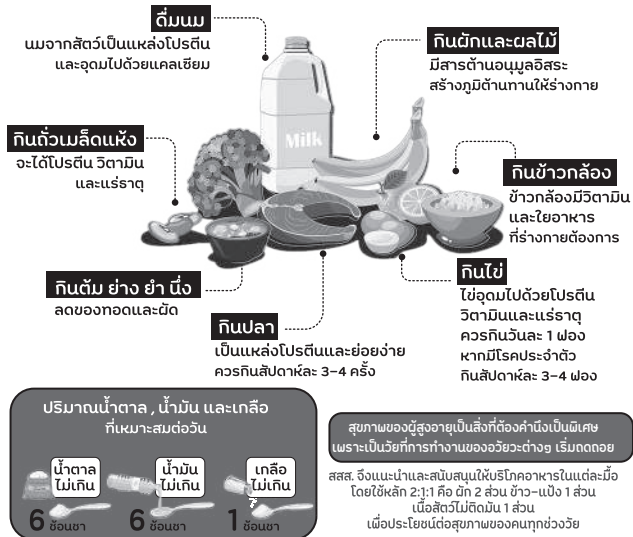 ดื่มนม
นมจากสัตว์เป็นแหล่งโปรตีน
และอุดมไปด้วยแคลเซียม
กินผักและผลไม้
มีสารต้านอนุมูลอิสระ
สร้างภูมิต้านทานให้ร่างกาย
Milk
กินถั่วเมล็ดแห้ง
จะได้โปรตีน วิตามิน
และแร่ธาตุ
กินข้าวกล้อง
ข้าวกล้องมีวิตามิน
และใยอาหาร
ที่ร่างกายต้องการ
กินต้ม ย่าง ยำ นึ่ง
ลดของทอดและผัด
กินปลา
เป็นแหล่งโปรตีนและย่อยง่าย
ควรกินสัปดาห์ละ 3-4 ครั้ง
กินไข่
ไข่อุดมไปด้วยโปรตีน
วิตามินและแร่ธาตุ
ควรกินวันละ 1 ฟอง
หากมีโรคประจำตัว
กินสัปดาห์ละ 3-4 ฟอง
ปริมาณน้ำตาล , น้ำมัน และเกลือ
ที่เหมาะสมต่อวัน
น้ำตาล
ไม่เกิน
6 ช้อนชา
น้ำมัน
ไม่เกิน
6 ช้อนชา
เกลือ
ไม่เกิน
1 ช้อนชา
สุขภาพของผู้สูงอายุเป็นสิ่งที่ต้องคำนึงเป็นพิเศษ
เพราะเป็นวัยที่การทำงานของอวัยวะต่างๆ เริ่มถดถอย
สสส. จึงแนะนำและสนับสนุนให้บริโภคอาหารในแต่ละมื้อ
โดยใช้หลัก 2:1:1 คือ ผัก 2 ส่วน ข้าว-แป้ง 1 ส่วน
เนื้อสัตว์ไม่ติดมัน 1 ส่วน
เพื่อประโยชน์ต่อสุขภาพของคนทุกช่วงวัย